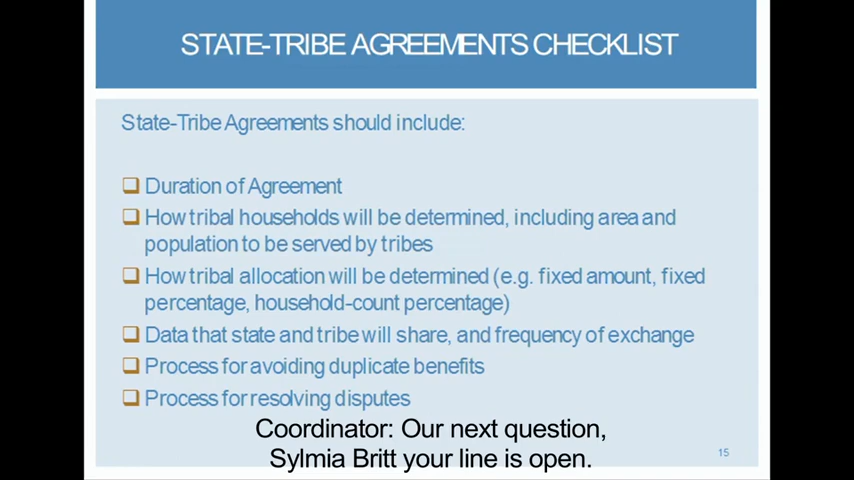 STATE-TRIBE AGREEMENTS CHECKLIST
State-Tribe Agreements should include:
Duration of Agreement
How tribal households will be determined, including area and
population to be served by tribes
How tribal allocation will be determined (e.g. fixed amount, fixed
percentage, household-count percentage)
Data that state and tribe will share, and frequency of exchange
Process for avoiding duplicate benefits
Process for resolving disputes
Coordinator: Our next question,
Sylmia Britt your line is open.
15